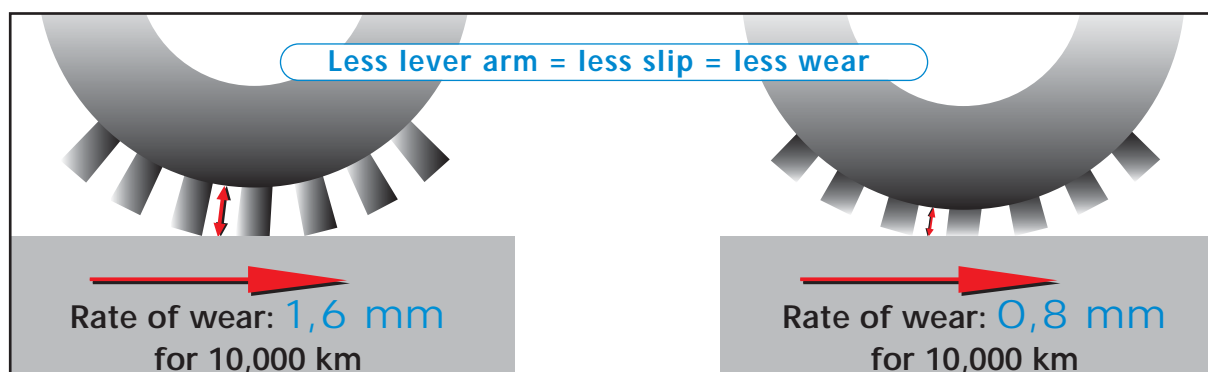 Less lever arm = less slip = less wear
Rate of wear: 1,6 mm
for 10,000 km
Rate of wear: 0,8 mm
for 10,000 km